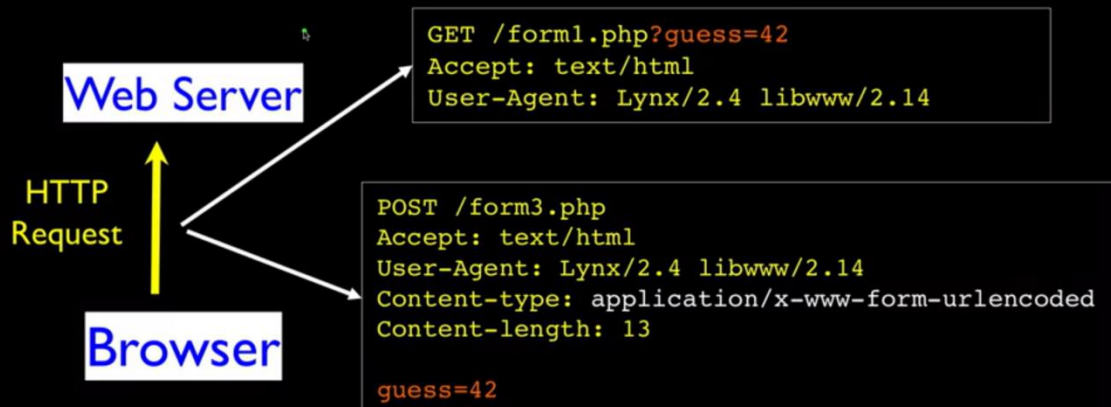 Web Server
HTTP
Request
Browser
GET /form1.php?guess=42
Accept: text/html
User-Agent: Lynx/2.4 libwww/2.14
POST /form3.php
Accept: text/html
User-Agent: Lynx/2.4 libwww/2.14
Content-type: application/x-www-form-urlencoded
Content-length: 13
guess=42